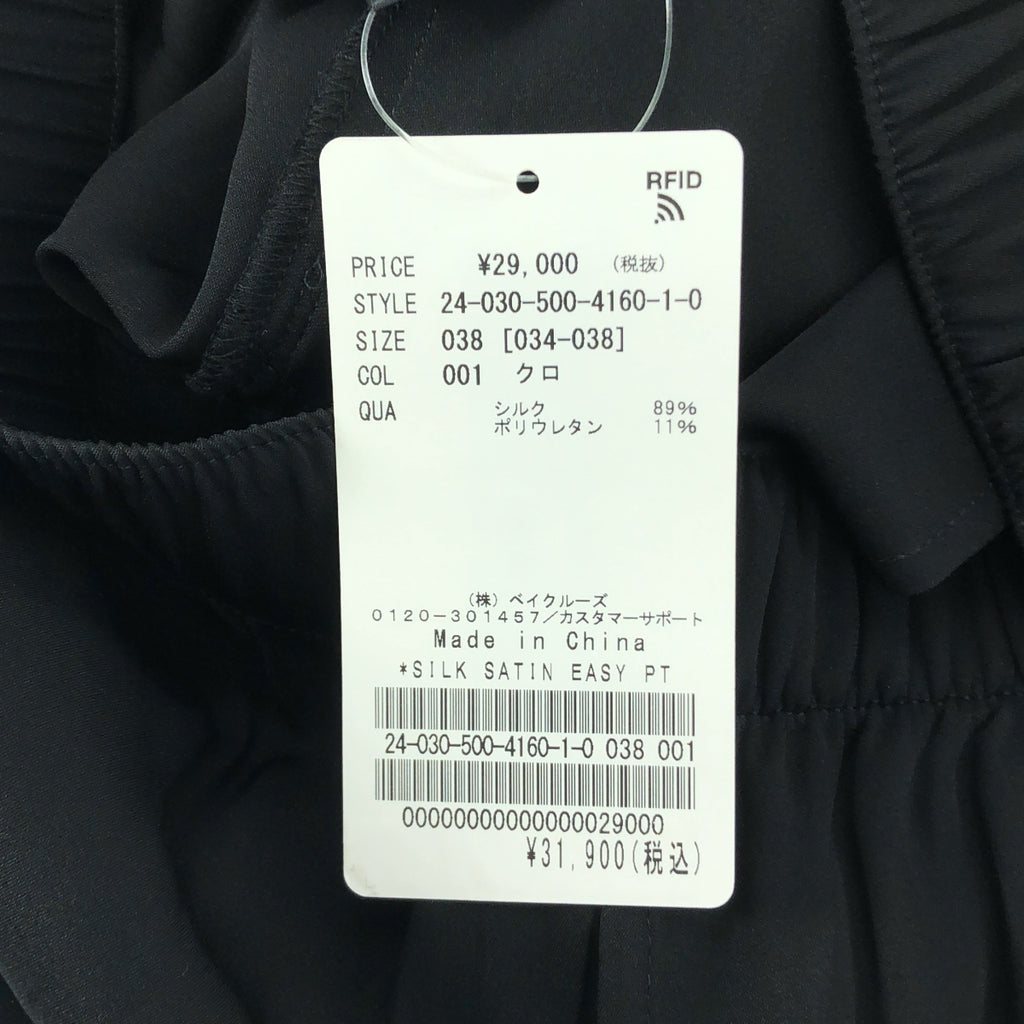 RFID
PRICE ¥29,000 (税抜)
STYLE 24-030-500-4160-1-0
SIZE 038 [034-038]
COL 001 クロ
QUA シルク 89%
ポリウレタン 11%
(株)ベイクルーズ
0120-301457/カスタマーサポート
Made in China
*SILK SATIN EASY PT
24-030-500-4160-1-0 038 001
00000000000000029000
¥31,900(税込)